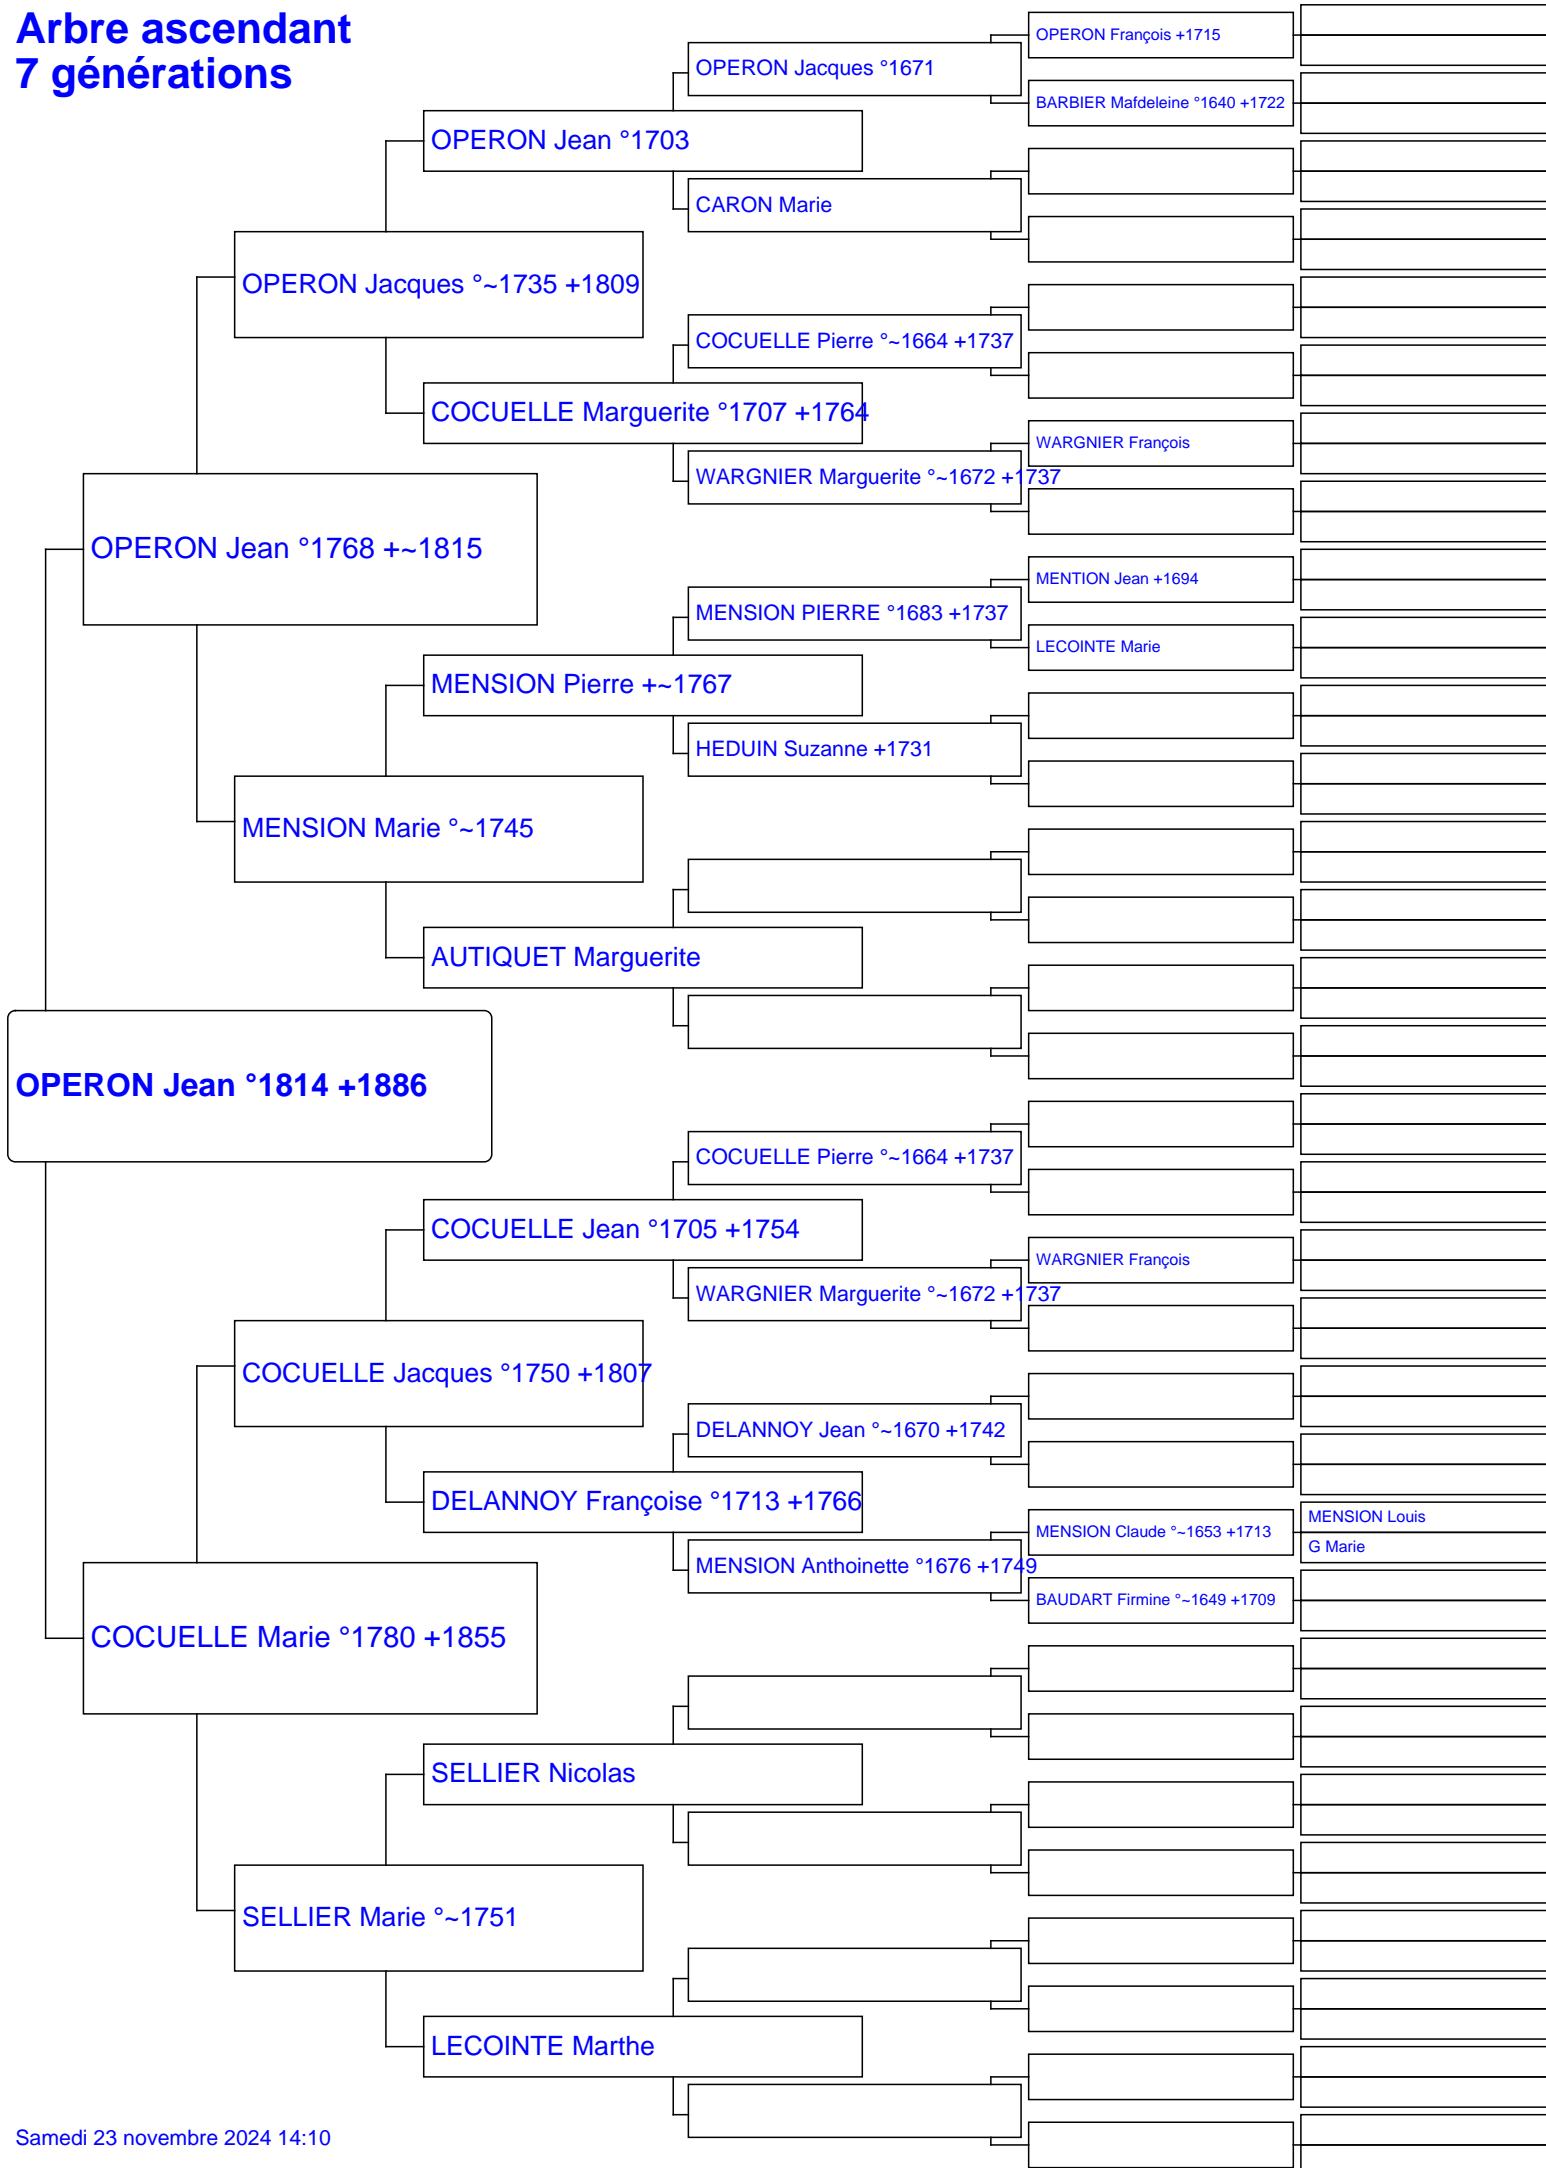 Arbre ascendant
7 générations
OPERON François +1715
OPERON Jacques °1671
BARBIER Mafdeleine °1640 +1722
OPERON Jean °1703
CARON Marie
OPERON Jacques °~1735 +1809
COCUELLE Pierre °~1664 +1737
COCUELLE Marguerite °1707 +1764
WARGNIER François
WARGNIER Marguerite °~1672 +1737
OPERON Jean °1768 +~1815
MENTION Jean +1694
MENSION PIERRE °1683 +1737
LECOINTE Marie
MENSION Pierre +~1767
HEDUIN Suzanne +1731
MENSION Marie °~1745
AUTIQUET Marguerite
OPERON Jean °1814 +1886
COCUELLE Pierre °~1664 +1737
COCUELLE Jean °1705 +1754
WARGNIER François
WARGNIER Marguerite °~1672 +1737
COCUELLE Jacques °1750 +1807
DELANNOY Jean °~1670 +1742
DELANNOY Françoise °1713 +1766
MENSION Louis
MENSION Claude °~1653 +1713
G Marie
MENSION Anthoinette °1676 +1749
BAUDART Firmine °~1649 +1709
COCUELLE Marie °1780 +1855
SELLIER Nicolas
SELLIER Marie °~1751
LECOINTE Marthe
Samedi 23 novembre 2024 14:10